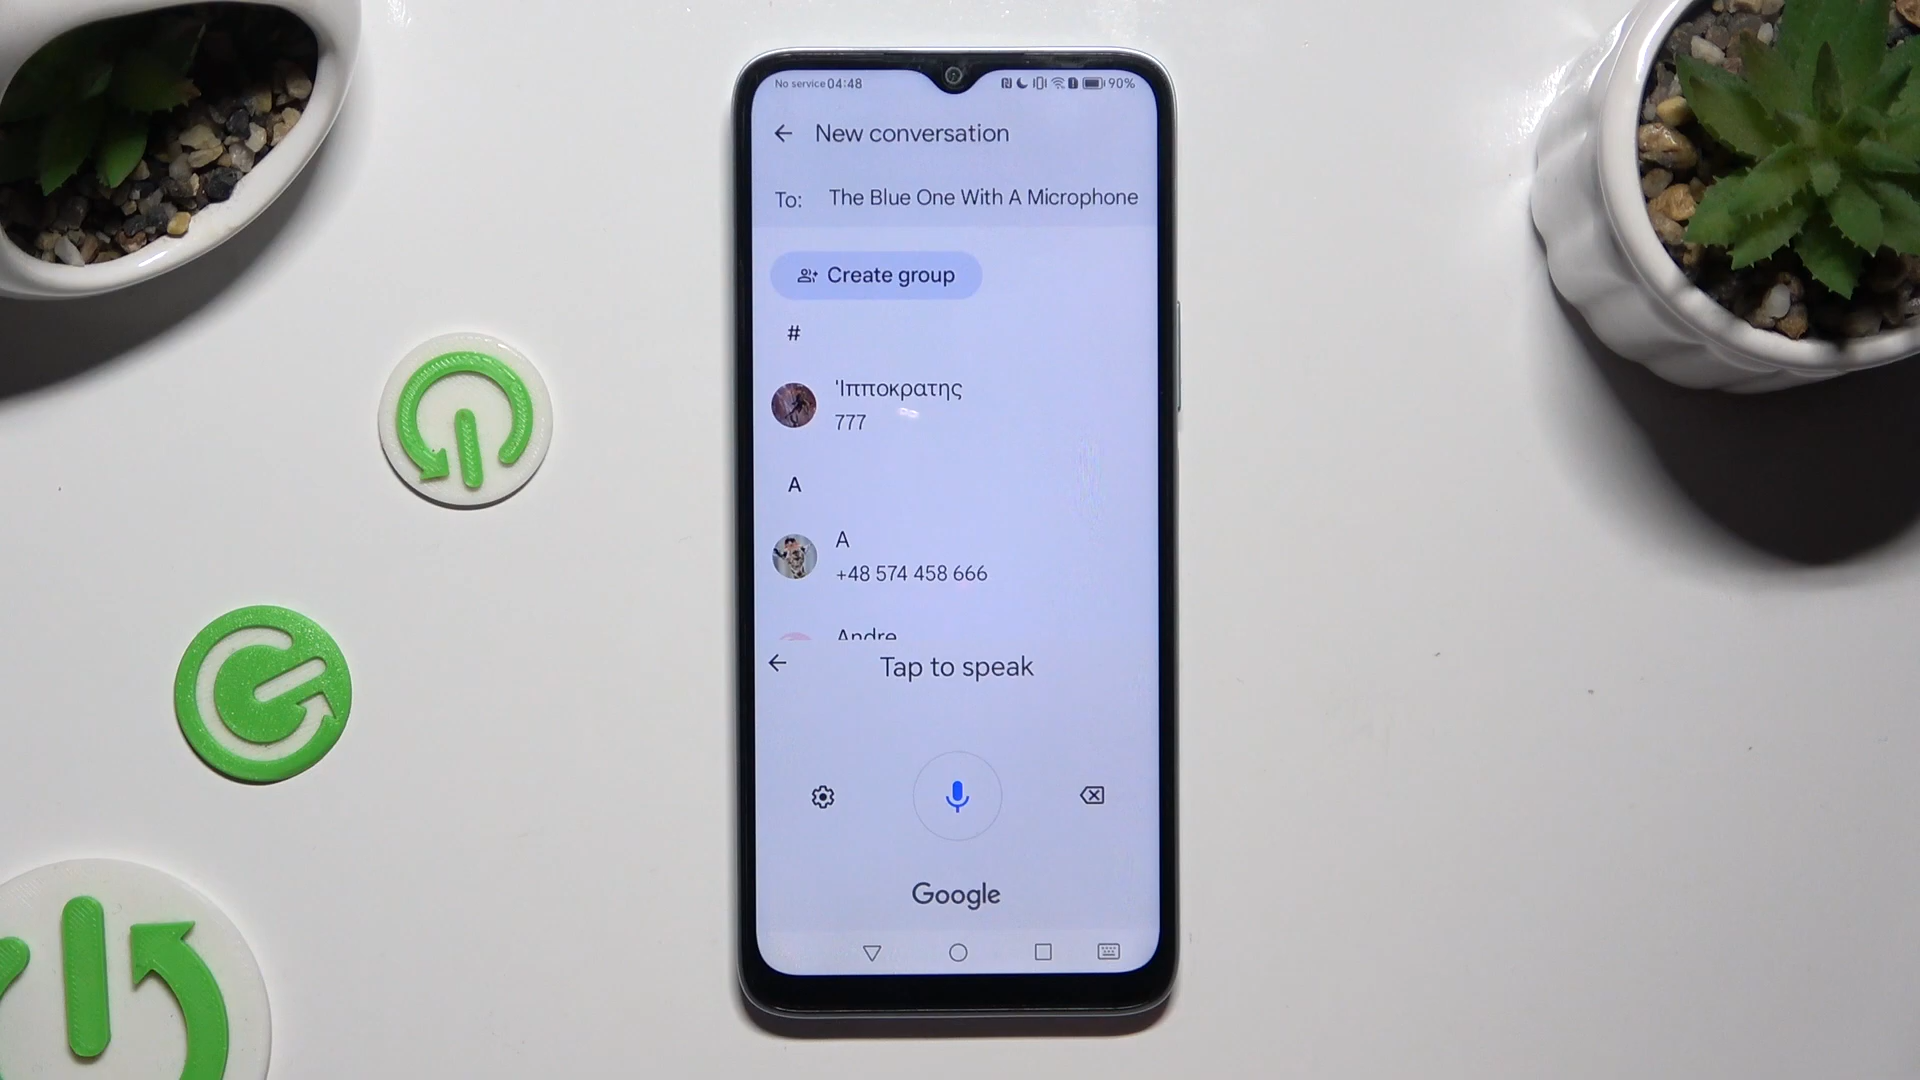 No service 04:48 90%
New conversation
To: The Blue One With A Microphone
Create group
#
'Ιπποκρατης
777
A
A
+48 574 458 666
Andre
Tap to speak
Google